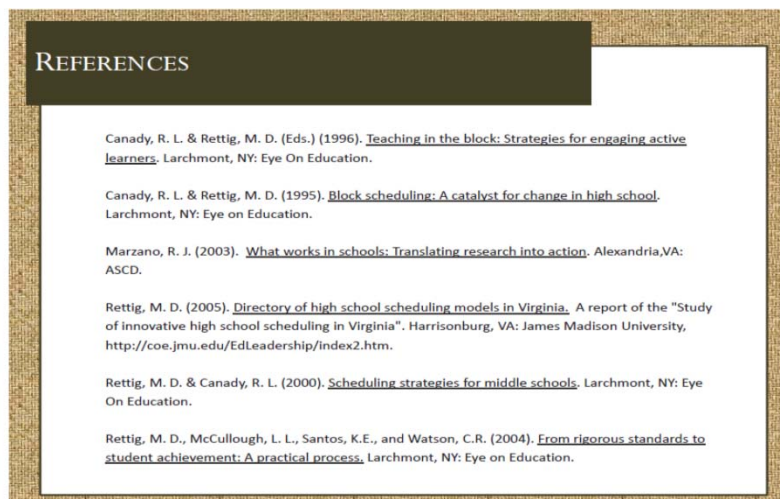 REFERENCES
Canady, R. L. & Rettig, M. D. (Eds.) (1996). Teaching in the block: Strategies for engaging active
learners. Larchmont, NY: Eye On Education.
Canady, R. L. & Rettig, M. D. (1995). Block scheduling: A catalyst for change in high school.
Larchmont, NY: Eye on Education.
Marzano, R. J. (2003).  What works in schools: Translating research into action. Alexandria,VA:
ASCD.
Rettig, M. D. (2005). Directory of high school scheduling models in Virginia.  A report of the "Study
of innovative high school scheduling in Virginia". Harrisonburg, VA: James Madison University,
http://coe.jmu.edu/EdLeadership/index2.htm.
Rettig, M. D. & Canady, R. L. (2000). Scheduling strategies for middle schools. Larchmont, NY: Eye
On Education.
Rettig, M. D., McCullough, L. L., Santos, K.E., and Watson, C.R. (2004). From rigorous standards to
student achievement: A practical process. Larchmont, NY: Eye on Education.